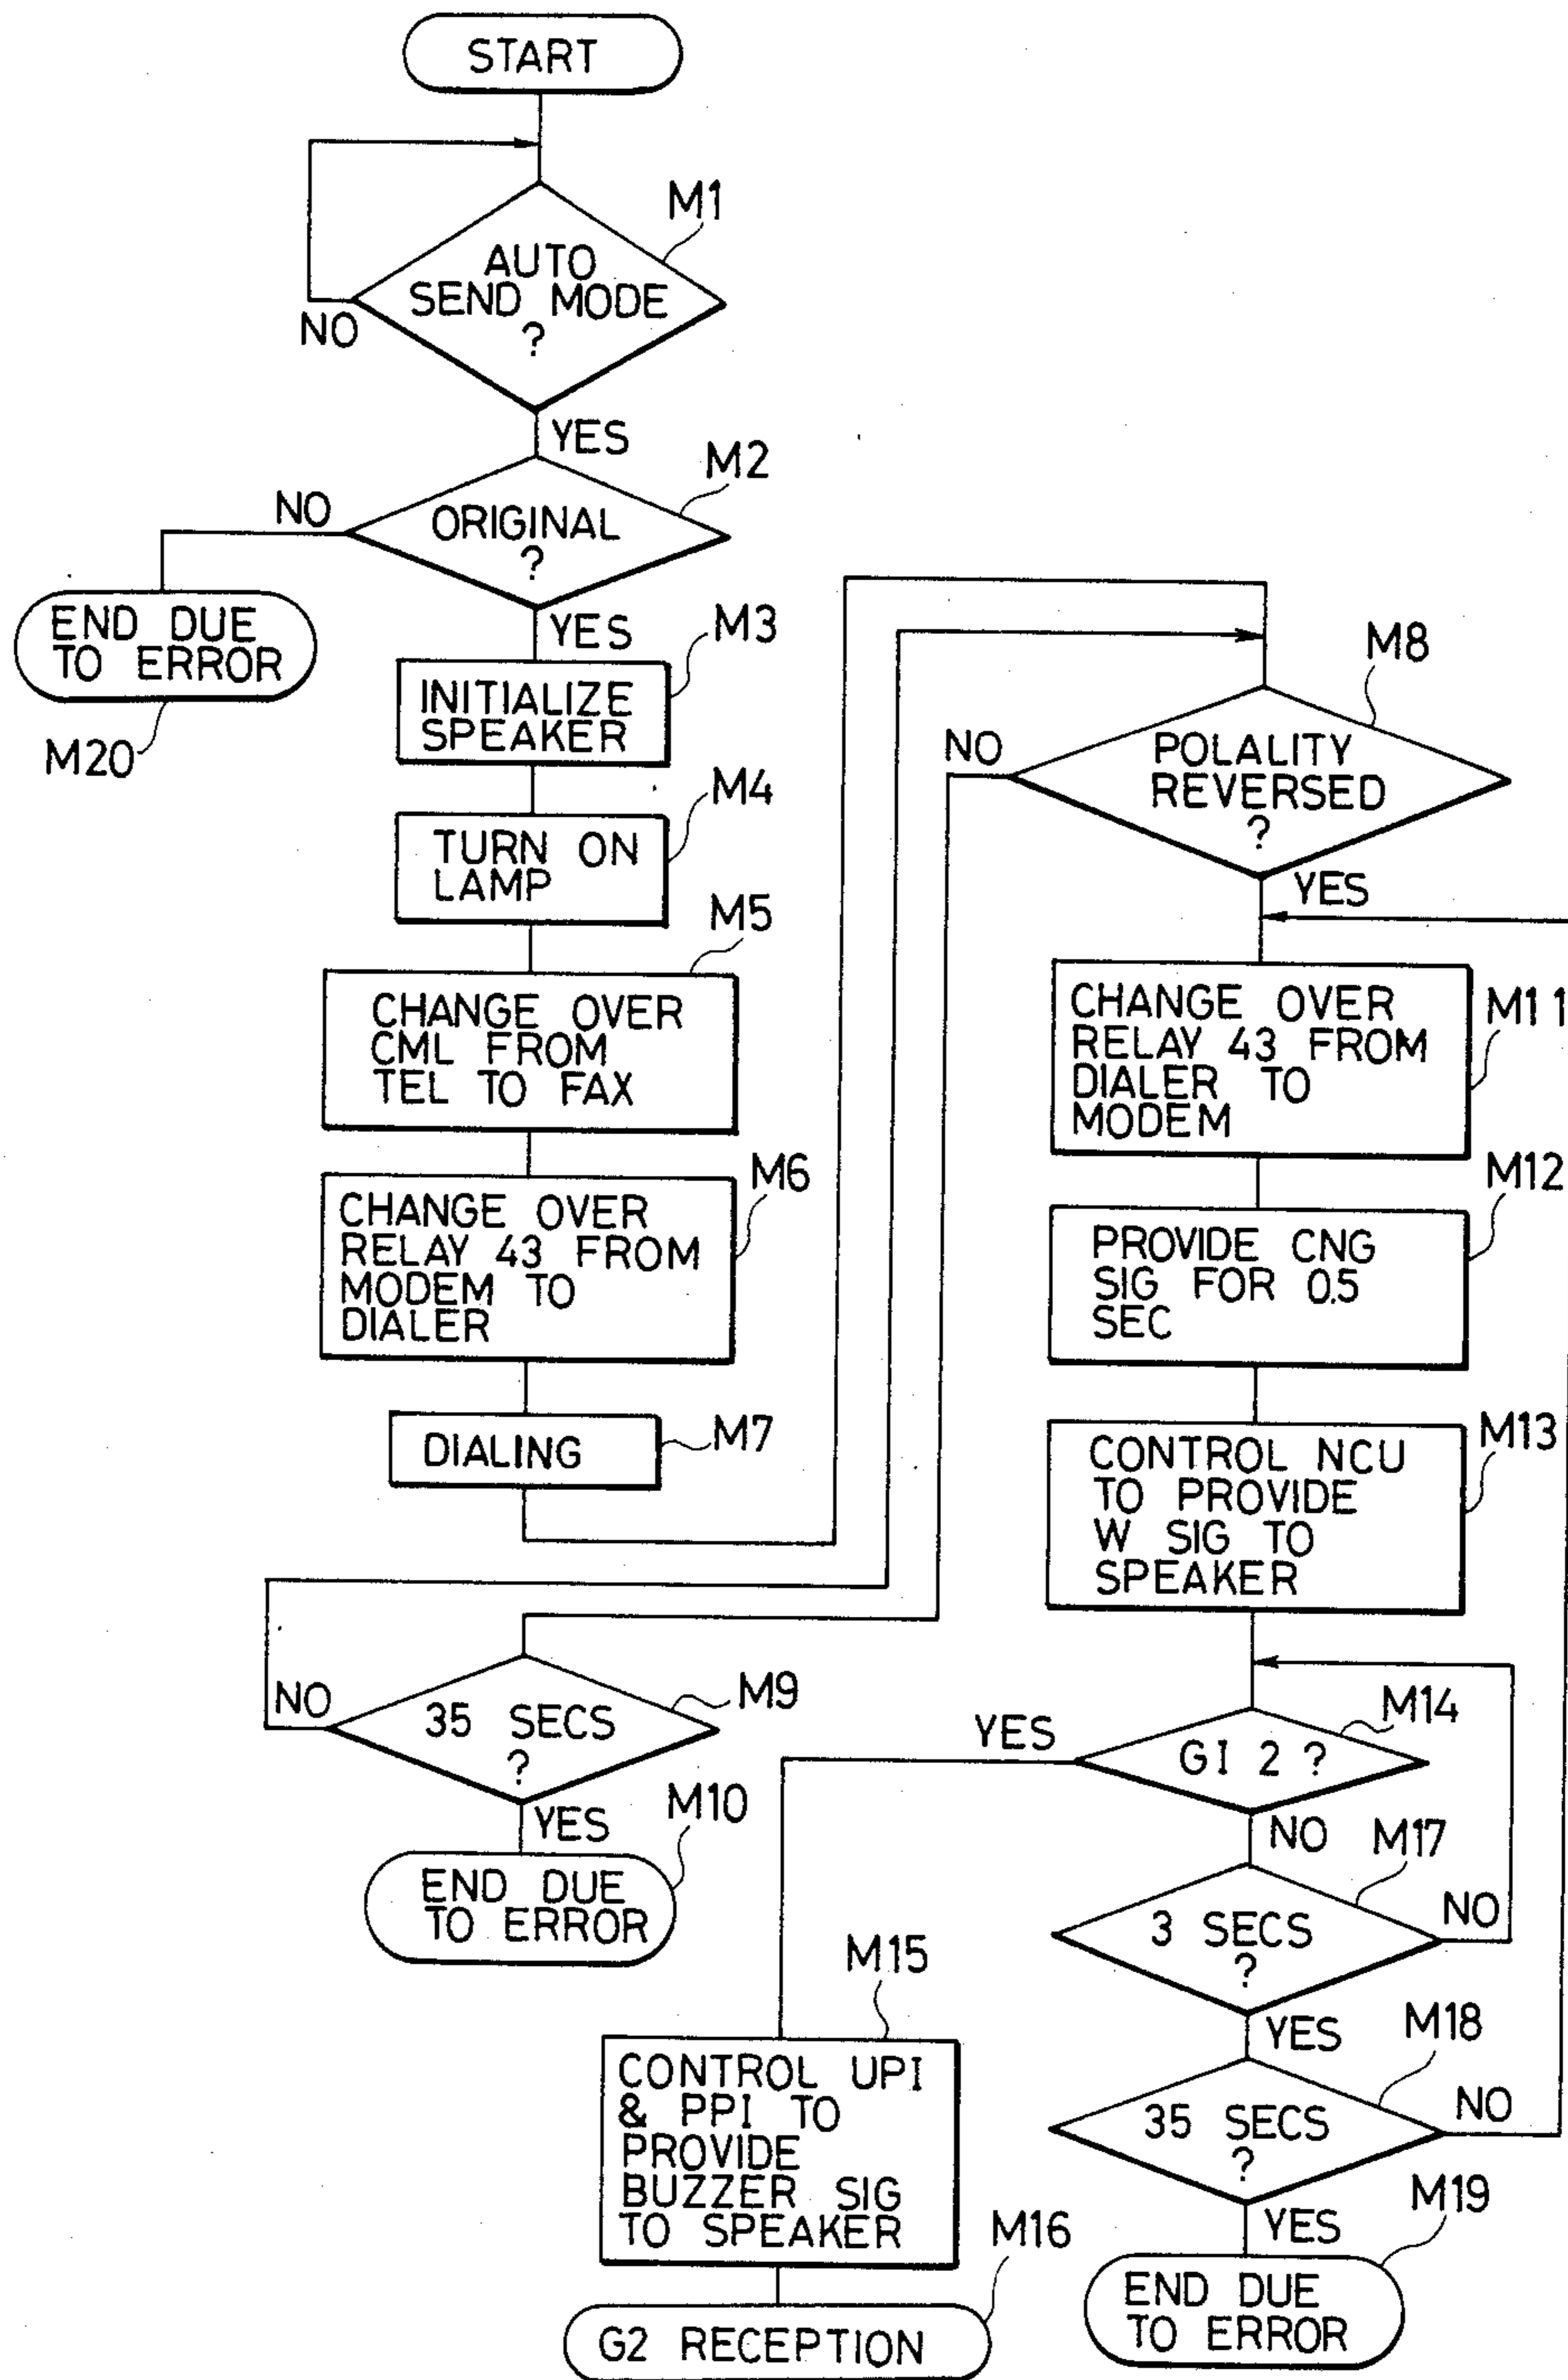 START
M1
AUTO
SEND MODE
?
NO
YES
M2
NO
ORIGINAL
?
END DUE
TO ERROR
M20
YES
M3
INITIALIZE
SPEAKER
M4
TURN ON
LAMP
M5
CHANGE OVER
CML FROM
TEL TO FAX
M6
CHANGE OVER
RELAY 43 FROM
MODEM TO
DIALER
DIALING
M7
M8
NO
POLALITY
REVERSED
?
YES
NO
35 SECS
?
M9
YES
M10
END DUE
TO ERROR
CHANGE OVER
RELAY 43 FROM
DIALER TO
MODEM
M11
M12
PROVIDE CNG
SIG FOR 0.5
SEC
M13
CONTROL NCU
TO PROVIDE
W SIG TO
SPEAKER
M14
YES
GI 2 ?
NO
M17
3 SECS
?
NO
YES
M18
35 SECS
?
NO
YES
M19
END DUE
TO ERROR
M15
CONTROL UPI
& PPI TO
PROVIDE
BUZZER SIG
TO SPEAKER
M16
G2 RECEPTION